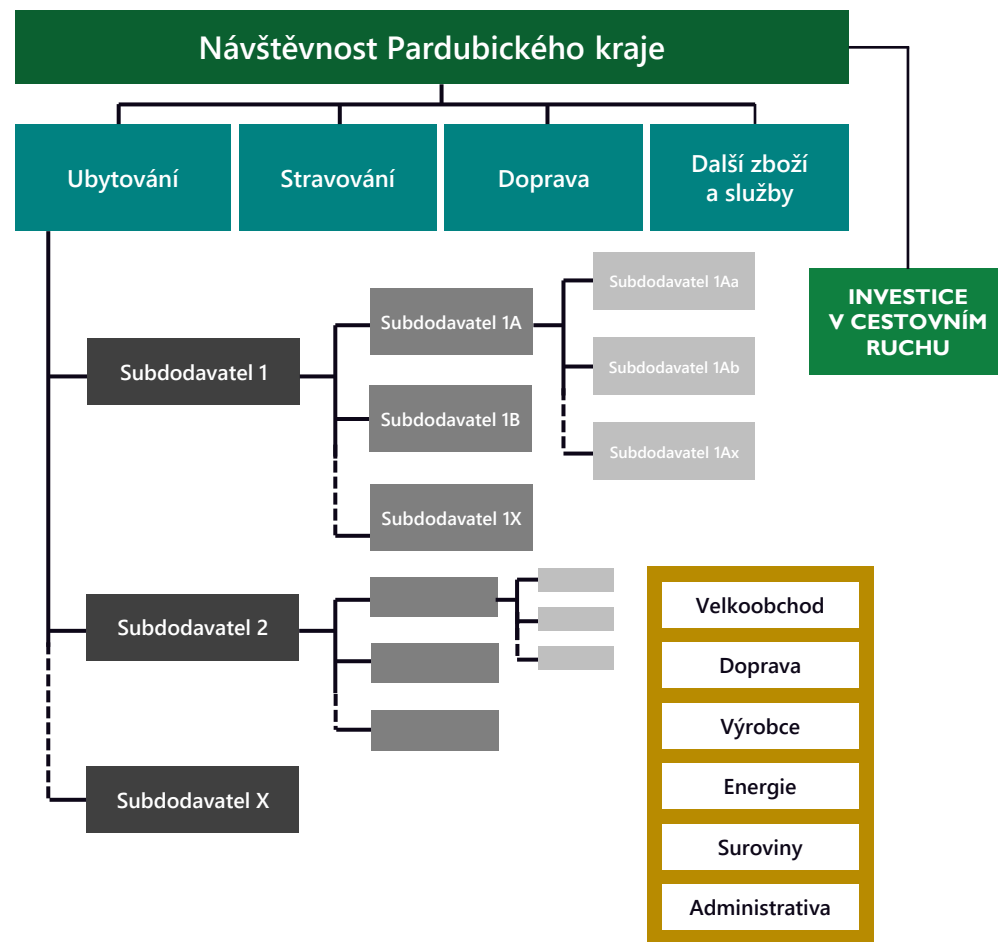 Návštěvnost Pardubického kraje
Ubytování
Stravování
Doprava
Další zboží
a služby
INVESTICE
V CESTOVNÍM
RUCHU
Subdodavatel 1
Subdodavatel 1A
Subdodavatel 1Aa
Subdodavatel 1Ab
Subdodavatel 1Ax
Subdodavatel 1B
Subdodavatel 1X
Subdodavatel 2
Subdodavatel X
Velkoobchod
Doprava
Výrobce
Energie
Suroviny
Administrativa